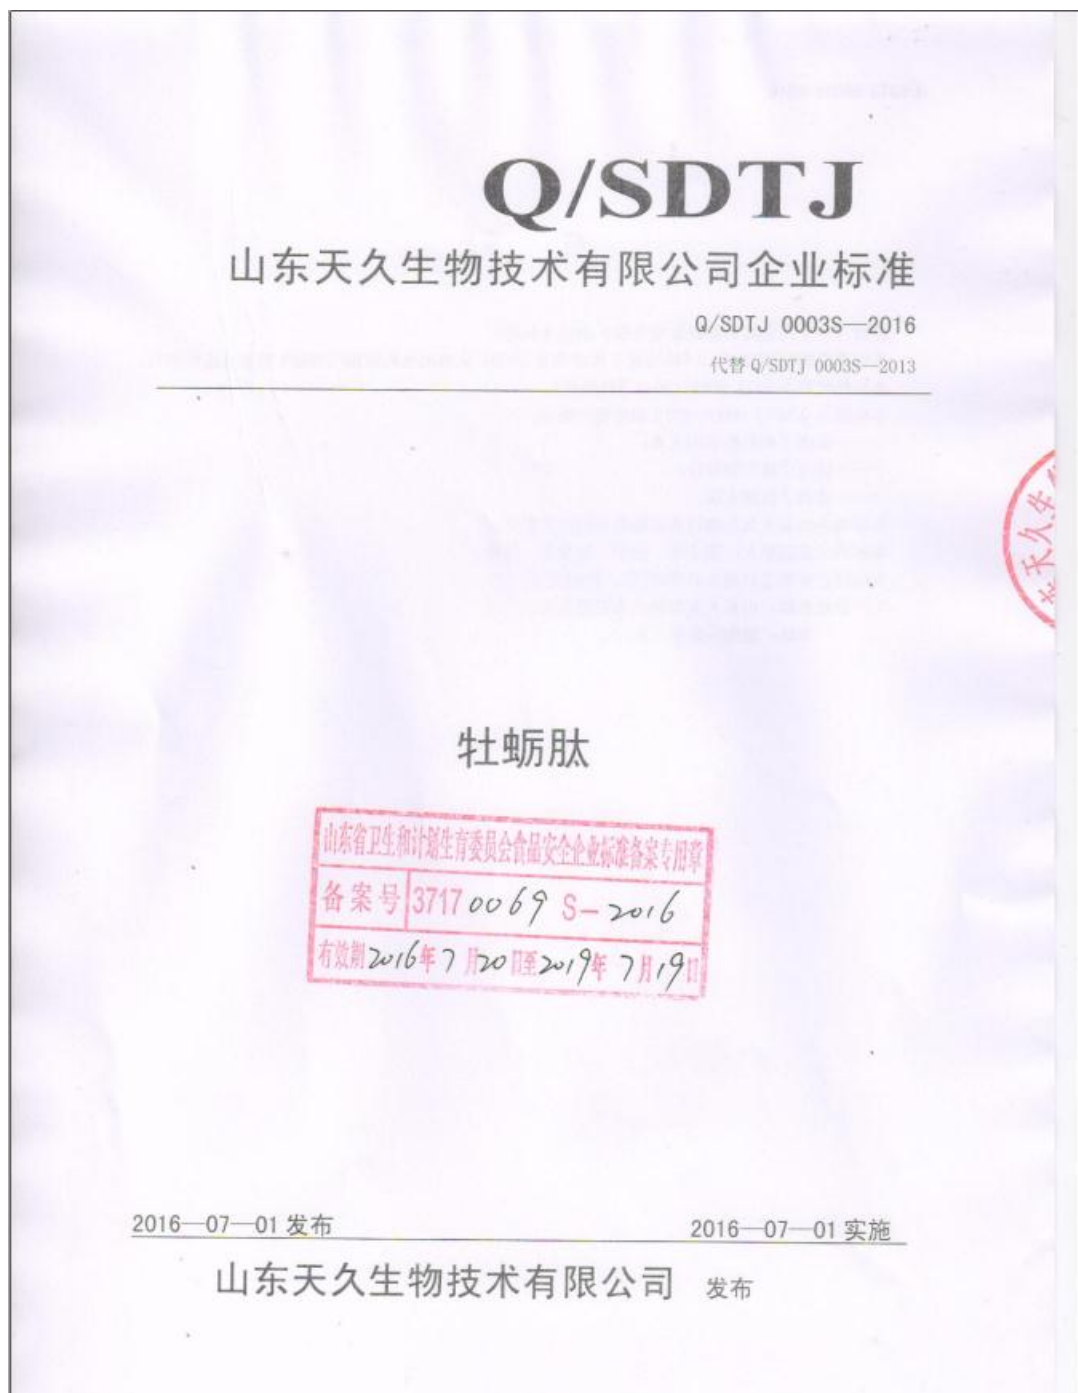 Q/SDTJ
山东天久生物技术有限公司企业标准
Q/SDTJ 0003S—2016
代替 Q/SDTJ 0003S—2013
天久生
牡蛎肽
山东省卫生和计划生育委员会食品安全企业标准备案专用章
备案号 3717 0069 S-2016
有效期 2016年7月20日至2019年7月19日
2016—07—01 发布
2016—07—01 实施
山东天久生物技术有限公司 发布